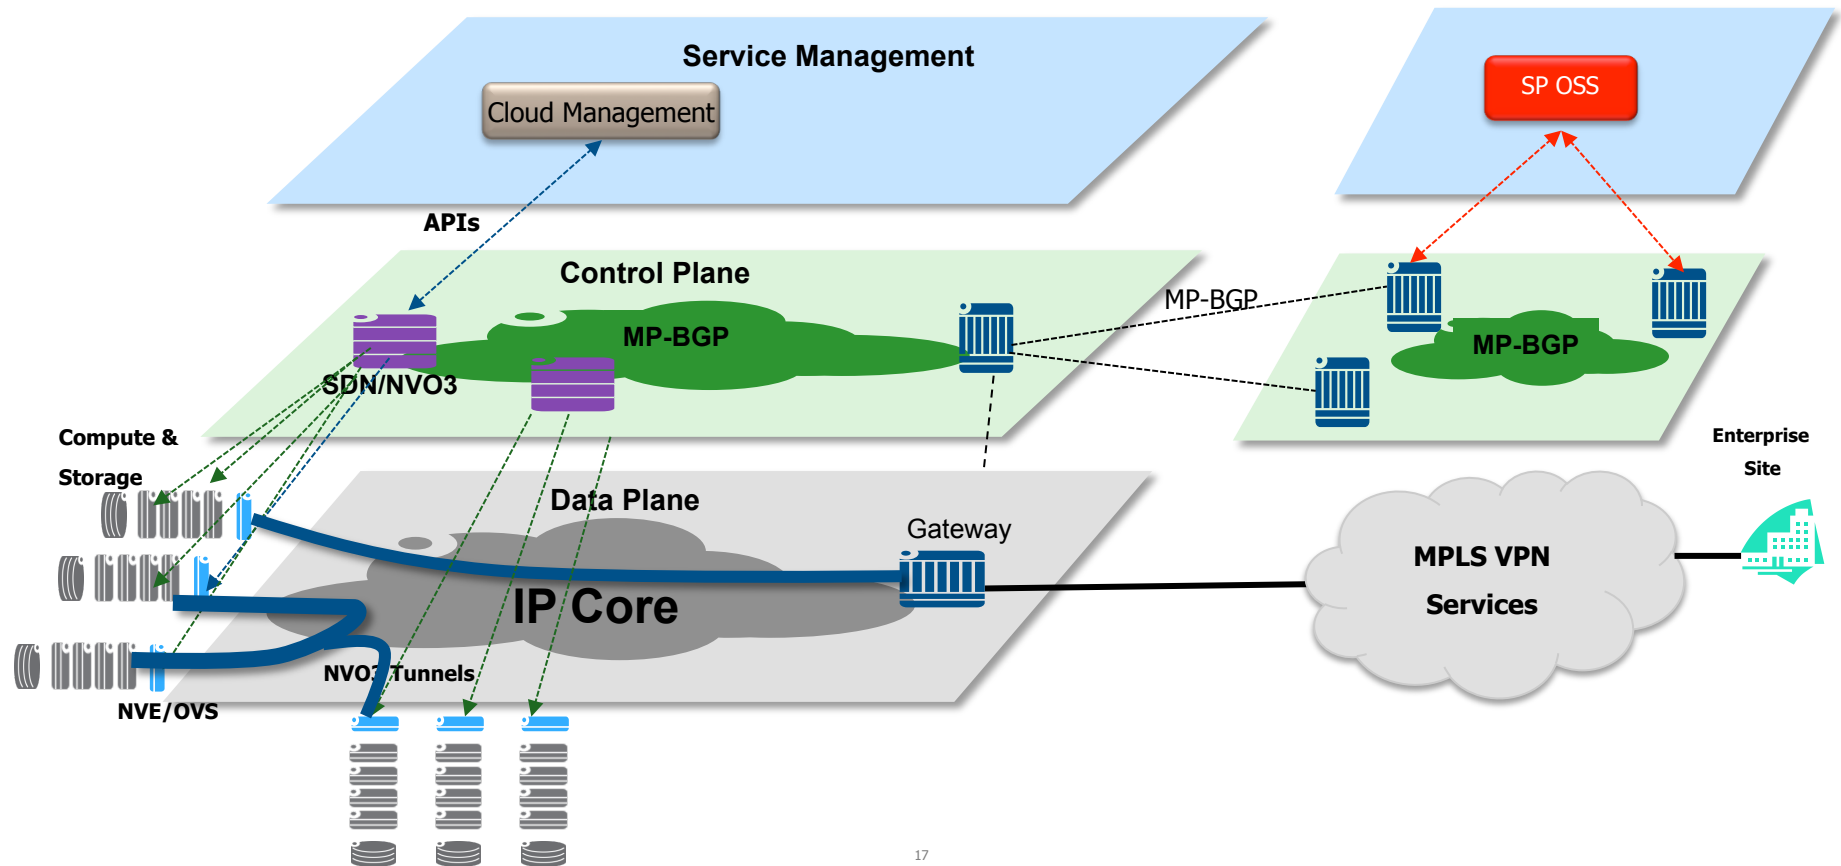 Service Management
SP OSS
Cloud Management
APIs
Control Plane
MP-BGP
MP-BGP
MP-BGP
SDN/NVO3
Compute &
Storage
Enterprise
Site
Data Plane
Gateway
MPLS VPN
Services
IP Core
NVO3 Tunnels
NVE/OVS
17